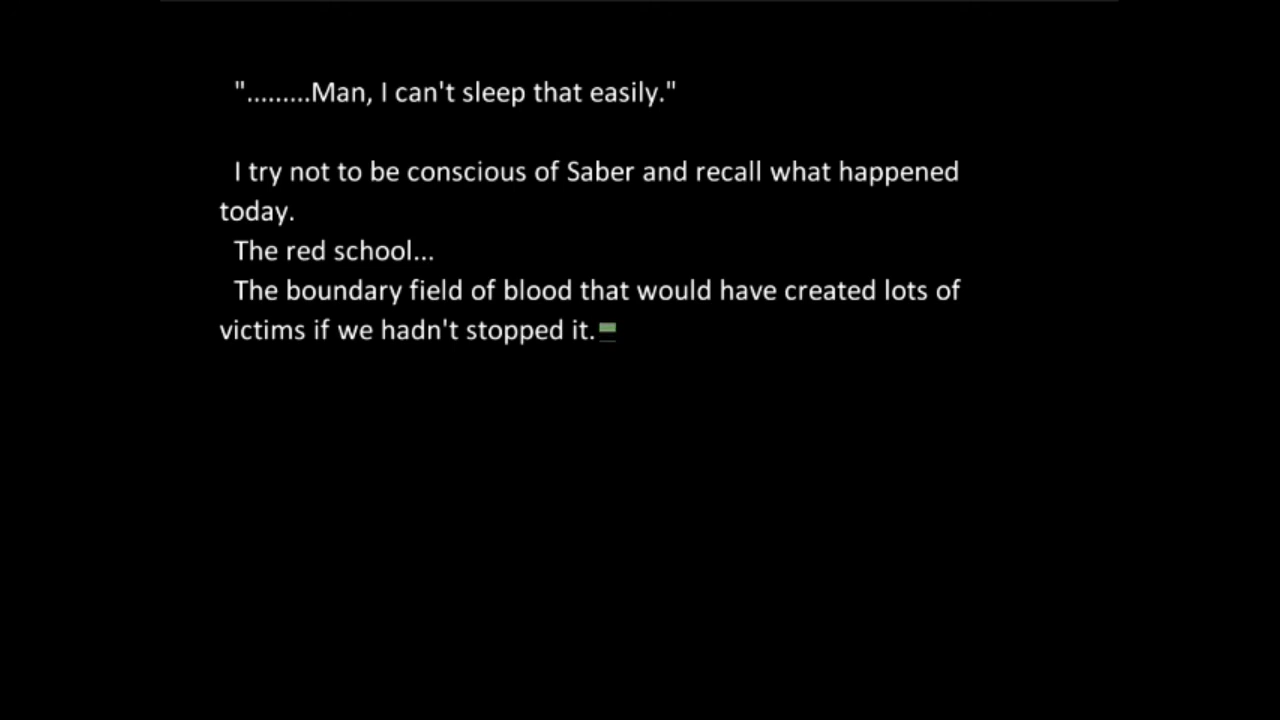 ".........Man, I can't sleep that easily."
I try not to be conscious of Saber and recall what happened
today.
The red school...
The boundary field of blood that would have created lots of
victims if we hadn't stopped it.